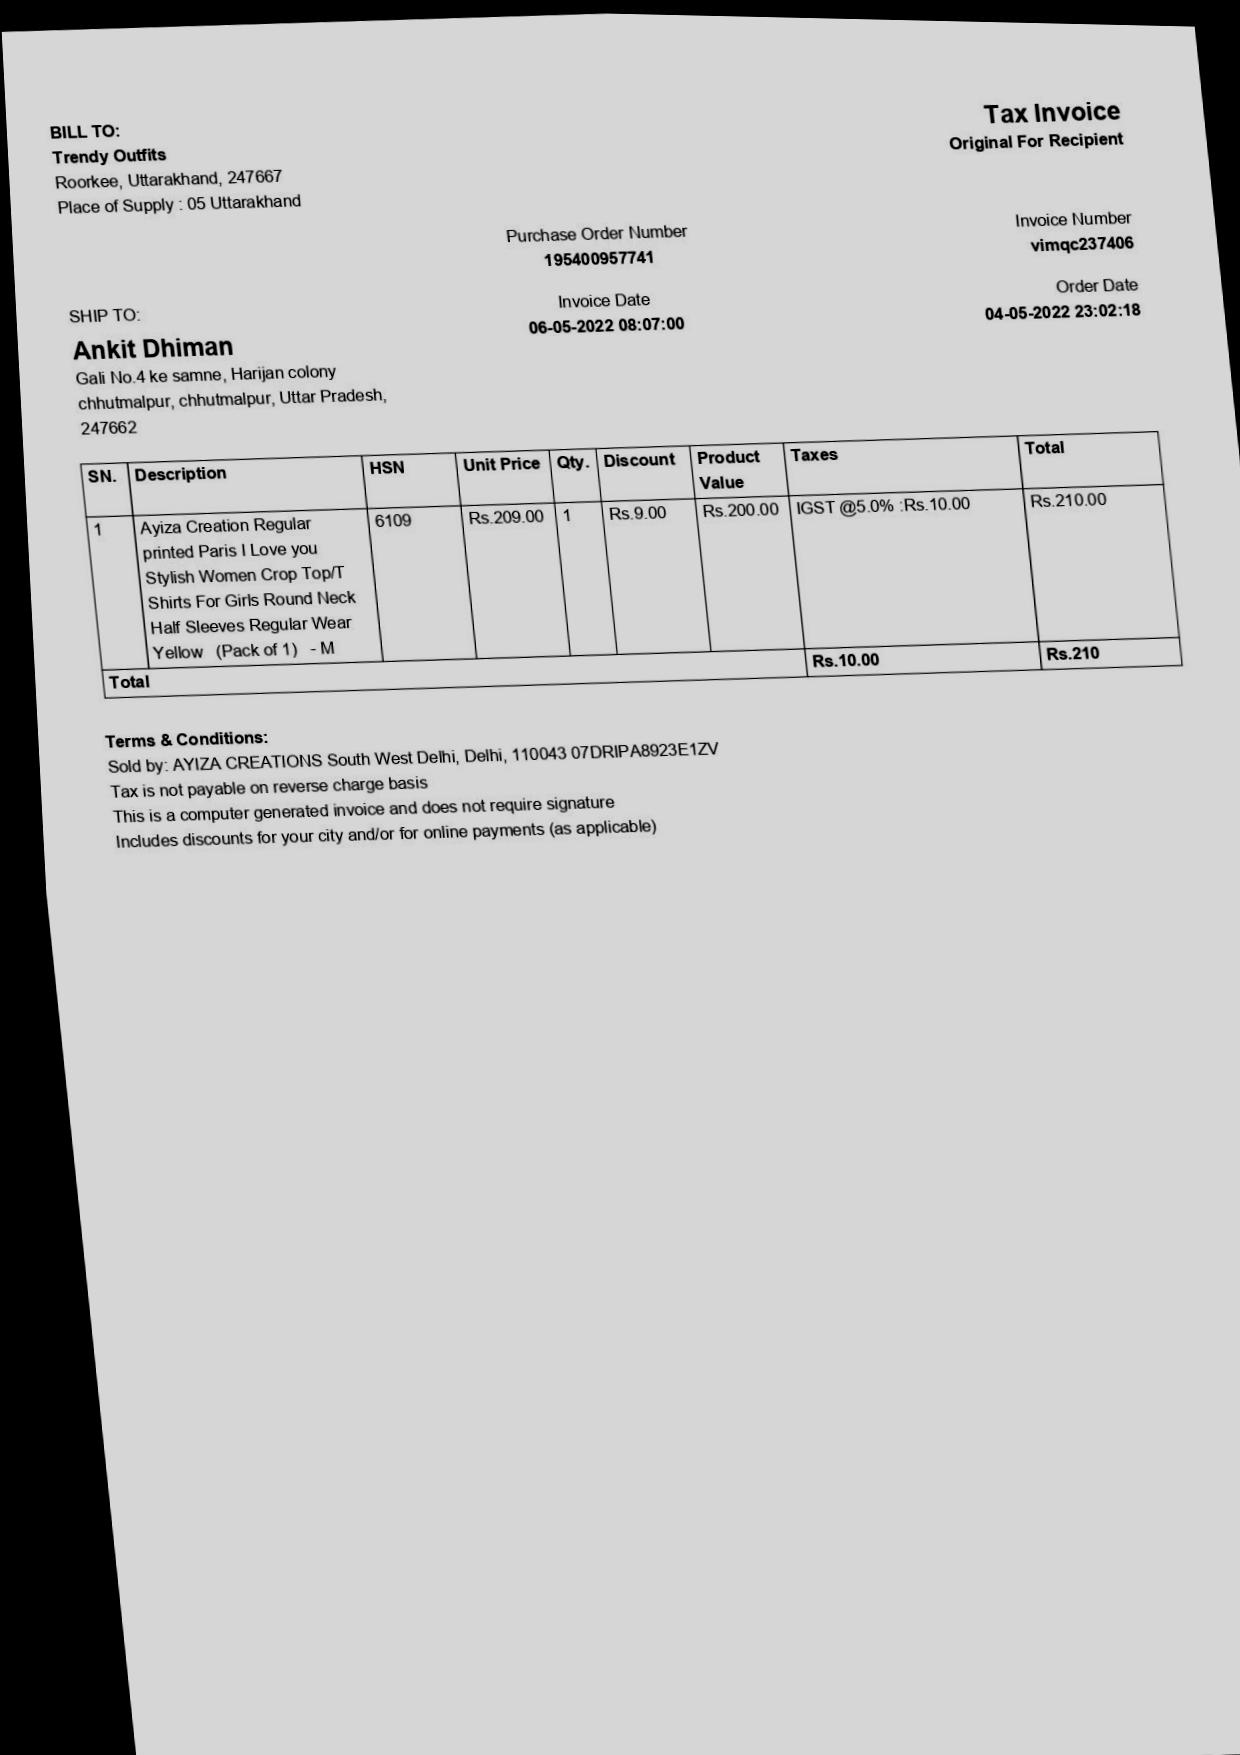 Tax Invoice
Original For Recipient
BILL TO:
Trendy Outfits
Roorkee, Uttarakhand, 247667
Place of Supply : 05 Uttarakhand
Purchase Order Number
195400957741
Invoice Number
vimqc237406
Invoice Date
06-05-2022 08:07:00
Order Date
04-05-2022 23:02:18
SHIP TO:
Ankit Dhiman
Gali No.4 ke samne, Harijan colony
chhutmalpur, chhutmalpur, Uttar Pradesh,
247662
SN. Description HSN Unit Price Qty. Discount Product Value Taxes Total
1 Ayiza Creation Regular 6109 Rs.209.00 1 Rs.9.00 Rs.200.00 IGST @5.0% :Rs.10.00 Rs.210.00
printed Paris I Love you
Stylish Women Crop Top/T
Shirts For Girls Round Neck
Half Sleeves Regular Wear
Yellow (Pack of 1) - M
Total Rs.10.00 Rs.210
Terms & Conditions:
Sold by: AYIZA CREATIONS South West Delhi, Delhi, 110043 07DRIPA8923E1ZV
Tax is not payable on reverse charge basis
This is a computer generated invoice and does not require signature
Includes discounts for your city and/or for online payments (as applicable)